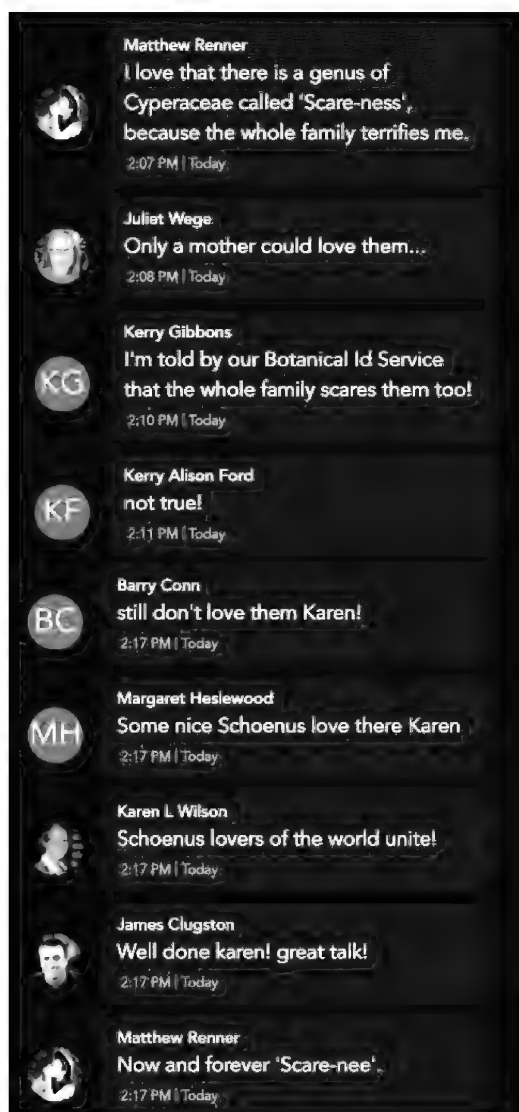 Matthew Renner
I love that there is a genus of
Cyperaceae called 'Scare-ness',
because the whole family terrifies me.
2:07 PM | Today
Juliet Wege
Only a mother could love them...
2:08 PM | Today
KG
Kerry Gibbons
I'm told by our Botanical Id Service
that the whole family scares them too!
2:10 PM | Today
KF
Kerry Alison Ford
not true!
2:11 PM | Today
BC
Barry Conn
still don't love them Karen!
2:17 PM | Today
MH
Margaret Heslewood
Some nice Schoenus love there Karen
2:17 PM | Today
Karen L Wilson
Schoenus lovers of the world unite!
2:17 PM | Today
James Clugston
Well done karen! great talk!
2:17 PM | Today
Matthew Renner
Now and forever 'Scare-nee'.
2:17 PM | Today